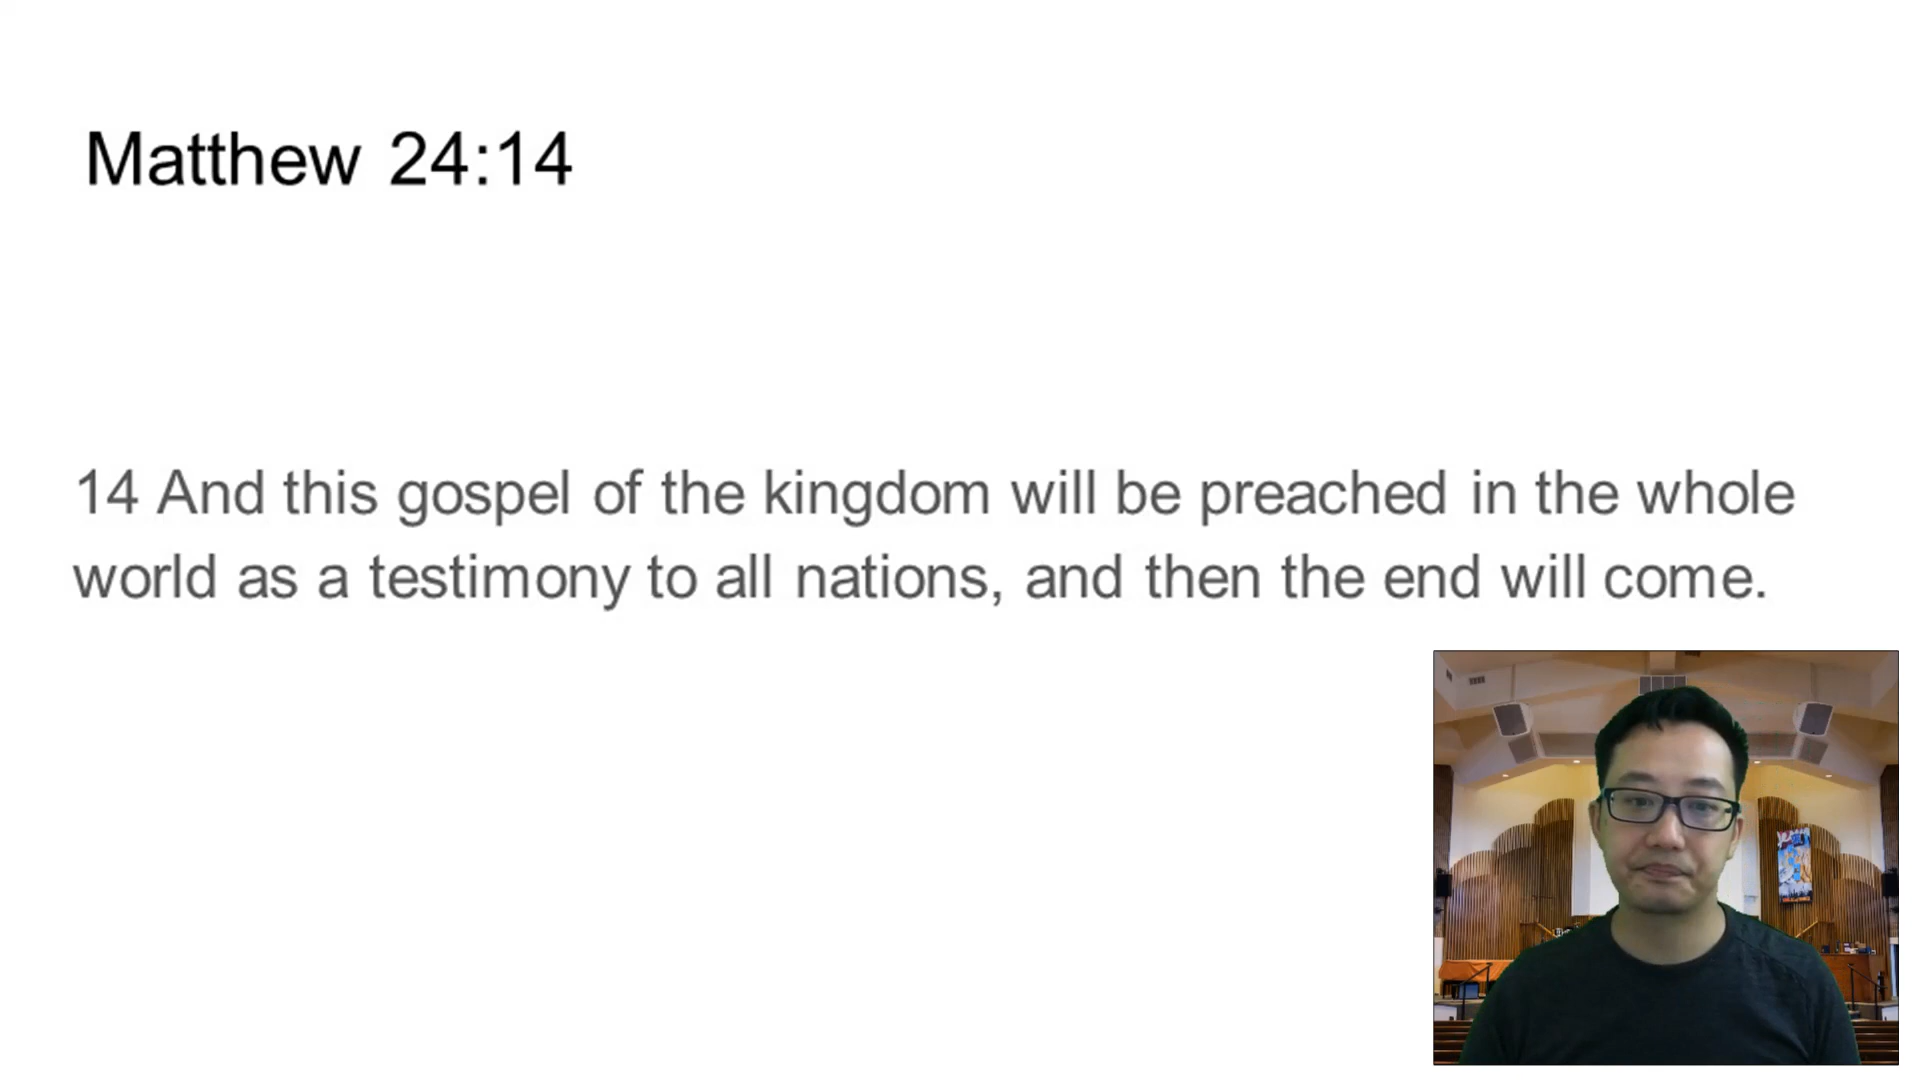 Matthew 24:14
14 And this gospel of the kingdom will be preached in the whole
world as a testimony to all nations, and then the end will come.